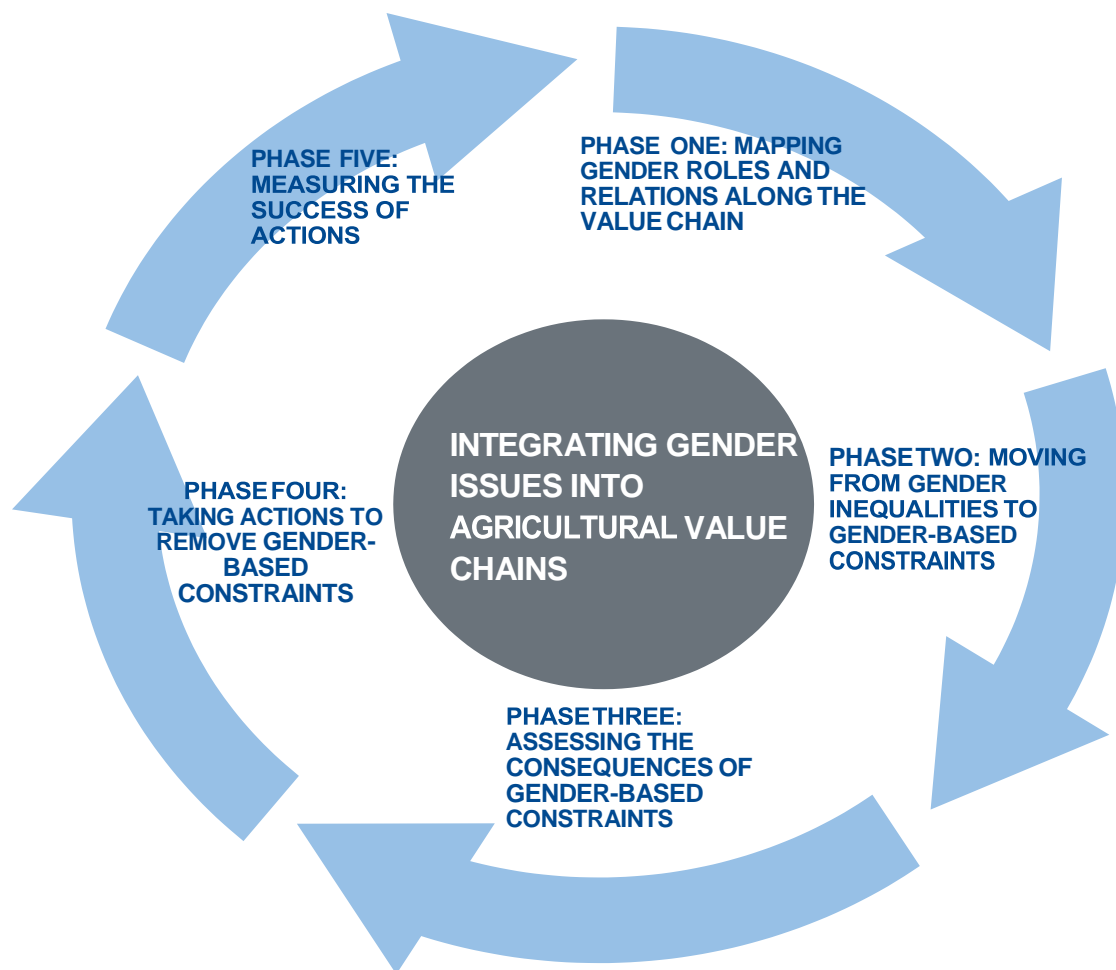 PHASE FIVE:
MEASURING THE
SUCCESS OF
ACTIONS
PHASE ONE: MAPPING
GENDER ROLES AND
RELATIONS ALONG THE
VALUE CHAIN
INTEGRATING GENDER
ISSUES INTO
AGRICULTURAL VALUE
CHAINS
PHASE TWO: MOVING
FROM GENDER
INEQUALITIES TO
GENDER-BASED
CONSTRAINTS
PHASE FOUR:
TAKING ACTIONS TO
REMOVE GENDER-
BASED
CONSTRAINTS
PHASE THREE:
ASSESSING THE
CONSEQUENCES OF
GENDER-BASED
CONSTRAINTS